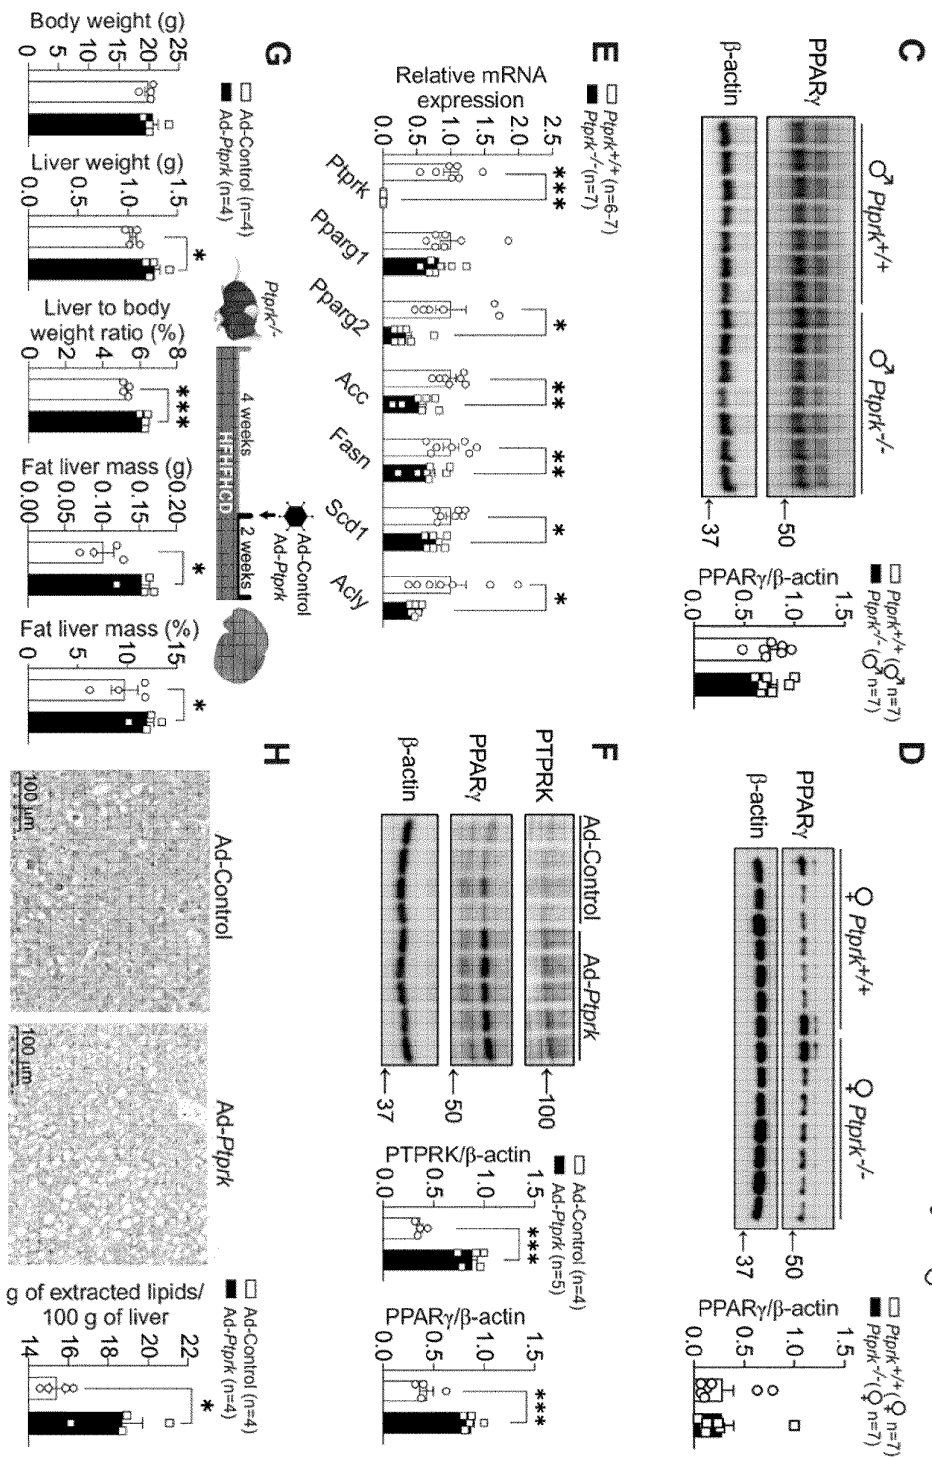 C
♂ Ptprk+/+
♂ Ptprk-/-
PPARγ
β-actin
50
37
Ptprk+/+ (♂ n=7)
Ptprk-/- (♂ n=7)
PPARγ/β-actin
1.5
1.0
0.5
0.0
D
♀ Ptprk+/+
♀ Ptprk-/-
PPARγ
β-actin
50
37
Ptprk+/+ (♀ n=7)
Ptprk-/- (♀ n=7)
PPARγ/β-actin
1.5
1.0
0.5
0.0
E
Ptprk+/+ (n=6-7)
Ptprk-/- (n=7)
Relative mRNA
expression
2.5
2.0
1.5
1.0
0.5
0.0
***
*
**
**
*
*
Ptprk
Pparg1
Pparg2
Acc
Fasn
Scd1
Acly
F
Ad-Control
Ad-Ptprk
PTPRK
PPARγ
β-actin
100
50
37
Ad-Control (n=4)
Ad-Ptprk (n=5)
PTPRK/β-actin
1.5
1.0
0.5
0.0
***
PPARγ/β-actin
1.5
1.0
0.5
0.0
***
G
Ad-Control (n=4)
Ad-Ptprk (n=4)
Ptprk-/-
4 weeks
HFHFHCD
2 weeks
Ad-Control
Ad-Ptprk
Body weight (g)
25
20
15
10
5
0
Liver weight (g)
1.5
1.0
0.5
0.0
*
Liver to body
weight ratio (%)
8
6
4
2
0.00
***
Fat liver mass (g)
0.20
0.15
0.10
0.05
0.00
*
Fat liver mass (%)
15
10
5
0
*
H
Ad-Control
Ad-Ptprk
100 µm
100 µm
Ad-Control (n=4)
Ad-Ptprk (n=4)
g of extracted lipids/
100 g of liver
22
20
18
16
14
*